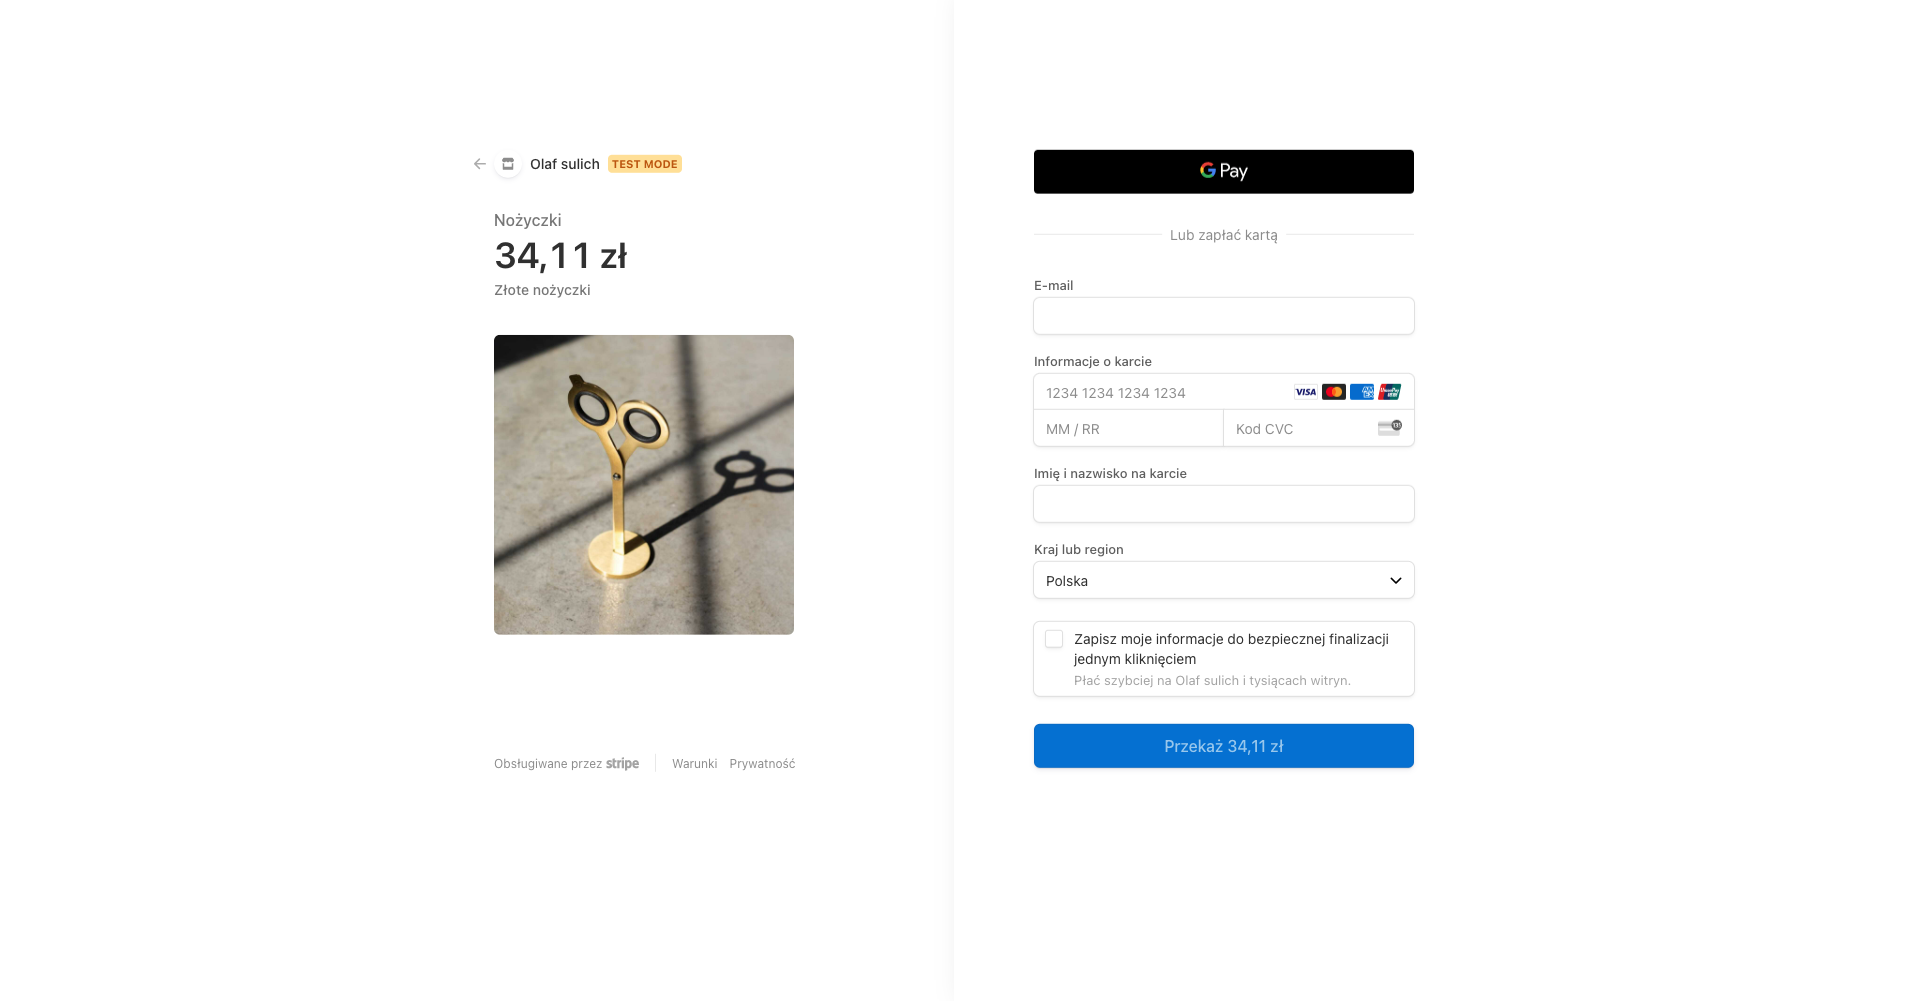 Olaf sulich TEST MODE
Nożyczki
34,11 zł
Złote nożyczki
Obsługiwane przez stripe
Warunki Prywatność
G Pay
Lub zapłać kartą
E-mail
Informacje o karcie
1234 1234 1234 1234 VISA
MM / RR
Kod CVC
Imię i nazwisko na karcie
Kraj lub region
Polska
Zapisz moje informacje do bezpiecznej finalizacji
jednym kliknięciem
Płać szybciej na Olaf sulich i tysiącach witryn.
Przekaż 34,11 zł